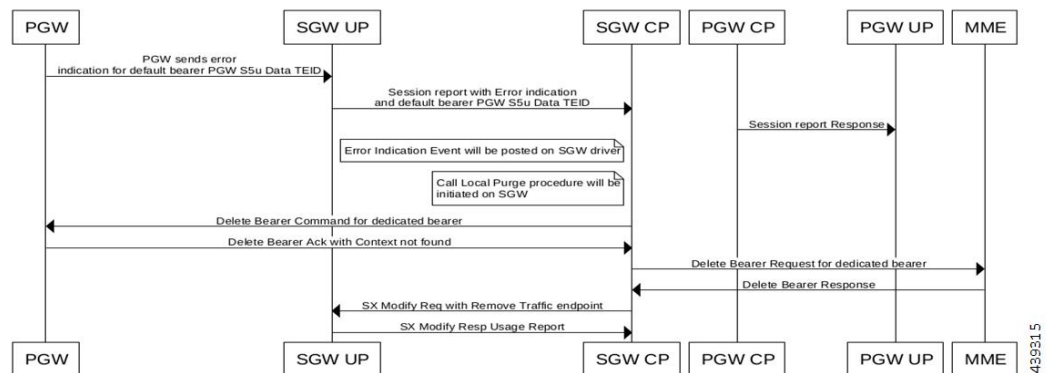 PGW
SGW UP
SGW CP
PGW CP
PGW UP
MME
PGW sends error
indication for default bearer PGW S5u Data TEID
Session report with Error indication
and default bearer PGW S5u Data TEID
Session report Response
Error Indication Event will be posted on SGW driver
Call Local Purge procedure will be
initiated on SGW
Delete Bearer Command for dedicated bearer
Delete Bearer Ack with Context not found
Delete Bearer Request for dedicated bearer
Delete Bearer Response
SX Modify Req with Remove Traffic endpoint
SX Modify Resp Usage Report
PGW
SGW UP
SGW CP
PGW CP
PGW UP
MME
439315